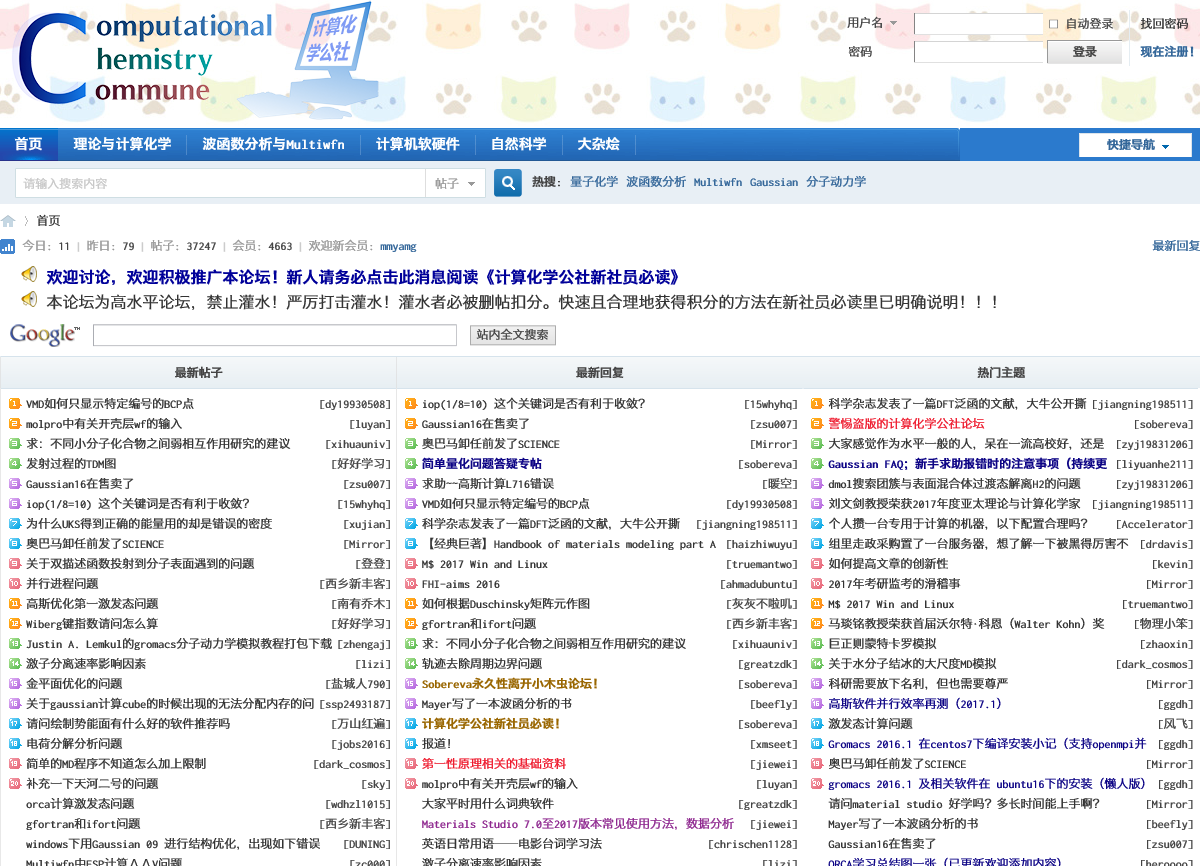 Computational
Chemistry
Commune
计算化
学公社
用户名
自动登录
找回密码
密码
登录
现在注册!
首页
理论与计算化学
波函数分析与Multiwfn
计算机软硬件
自然科学
大杂烩
快捷导航
请输入搜索内容
帖子
热搜: 量子化学 波函数分析 Multiwfn Gaussian 分子动力学
首页
今日: 11 | 昨日: 79 | 帖子: 37247 | 会员: 4663 | 欢迎新会员: mmyamg
最新回复
欢迎讨论，欢迎积极推广本论坛！新人请务必点击此消息阅读《计算化学公社新社员必读》
本论坛为高水平论坛，禁止灌水！严厉打击灌水！灌水者必被删帖扣分。快速且合理地获得积分的方法在新社员必读里已明确说明！！！
Google™
站内全文搜索
最新帖子
1 VMD如何只显示特定编号的BCP点 [dy19930508]
2 molpro中有关开壳层wf的输入 [luyan]
3 求：不同小分子化合物之间弱相互作用研究的建议 [xihuauniv]
4 发射过程的TDM图 [好好学习]
5 Gaussian16在售卖了 [zsu007]
6 iop(1/8=10) 这个关键词是否有利于收敛？ [15whyhq]
7 为什么UKS得到正确的能量用的却是错误的密度 [xujian]
8 奥巴马卸任前发了SCIENCE [Mirror]
9 关于双描述函数投射到分子表面遇到的问题 [登登]
10 并行进程问题 [西乡新丰客]
11 高斯优化第一激发态问题 [南有乔木]
12 Wiberg键指数请问怎么算 [好好学习]
13 Justin A. Lemkul的gromacs分子动力学模拟教程打包下载 [zhengaj]
14 激子分离速率影响因素 [lizi]
15 金平面优化的问题 [盐城人790]
16 关于gaussian计算cube的时候出现的无法分配内存的问 [ssp2493187]
17 请问绘制势能面有什么好的软件推荐吗 [万山红遍]
18 电荷分解分析问题 [jobs2016]
19 简单的MD程序不知道怎么加上限制 [dark_cosmos]
20 补充一下天河二号的问题 [sky]
orca计算激发态问题 [wdhzl1015]
gfortran和ifort问题 [西乡新丰客]
windows下用Gaussian 09 进行结构优化，出现如下错误 [DUNING]
Multiwfn中ESP计算八八V问题 [zc000]
最新回复
1 iop(1/8=10) 这个关键词是否有利于收敛？ [15whyhq]
2 Gaussian16在售卖了 [zsu007]
3 奥巴马卸任前发了SCIENCE [Mirror]
4 简单量化问题答疑专帖 [sobereva]
5 求助~~高斯计算L716错误 [暖空]
6 VMD如何只显示特定编号的BCP点 [dy19930508]
7 科学杂志发表了一篇DFT泛函的文献，大牛公开撕 [jiangning198511]
8 【经典巨著】Handbook of materials modeling part A [haizhiwuyu]
9 M$ 2017 Win and Linux [truemantwo]
10 FHI-aims 2016 [ahmadubuntu]
11 如何根据Duschinsky矩阵元作图 [灰灰不啦叽]
12 gfortran和ifort问题 [西乡新丰客]
13 求：不同小分子化合物之间弱相互作用研究的建议 [xihuauniv]
14 轨迹去除周期边界问题 [greatzdk]
15 Sobereva永久性离开小木虫论坛！ [sobereva]
16 Mayer写了一本波函分析的书 [beefly]
17 计算化学公社新社员必读！ [sobereva]
18 报道！ [xmseet]
19 第一性原理相关的基础资料 [jiewei]
20 molpro中有关开壳层wf的输入 [luyan]
大家平时用什么词典软件 [greatzdk]
Materials Studio 7.0至2017版本常见使用方法，数据分析 [jiewei]
英语日常用语——电影台词学习法 [chrischen1128]
激子分离速率影响因素 [lizi]
热门主题
1 科学杂志发表了一篇DFT泛函的文献，大牛公开撕 [jiangning198511]
2 警惕盗版的计算化学公社论坛 [sobereva]
3 大家感觉作为水平一般的人，呆在一流高校好，还是 [zyj19831206]
4 Gaussian FAQ；新手求助报错时的注意事项（持续更 [liyuanhe211]
5 dmol搜索团族与表面混合体过渡态解离H2的问题 [zyj19831206]
6 刘文剑教授荣获2017年度亚太理论与计算化学家 [jiangning198511]
7 个人攒一台专用于计算的机器，以下配置合理吗？ [Accelerator]
8 组里走政采购置了一台服务器，想了解一下被黑得厉害不 [drdavis]
9 如何提高文章的创新性 [kevin]
10 2017年考研监考的滑稽事 [Mirror]
11 M$ 2017 Win and Linux [truemantwo]
12 马琰铭教授荣获首届沃尔特·科恩（Walter Kohn）奖 [物理小笨]
13 巨正则蒙特卡罗模拟 [zhaoxin]
14 关于水分子结冰的大尺度MD模拟 [dark_cosmos]
15 科研需要放下名利，但也需要尊严 [Mirror]
16 高斯软件并行效率再测（2017.1） [ggdh]
17 激发态计算问题 [风飞]
18 Gromacs 2016.1 在centos7下编译安装小记（支持openmpi并 [ggdh]
19 奥巴马卸任前发了SCIENCE [Mirror]
20 gromacs 2016.1 及相关软件在 ubuntu16下的安装（懒人版） [ggdh]
请问material studio 好学吗？多长时间能上手啊？ [Mirror]
Mayer写了一本波函分析的书 [beefly]
Gaussian16在售卖了 [zsu007]
ORCA学习总结图一张（已更新欢迎添加内容）